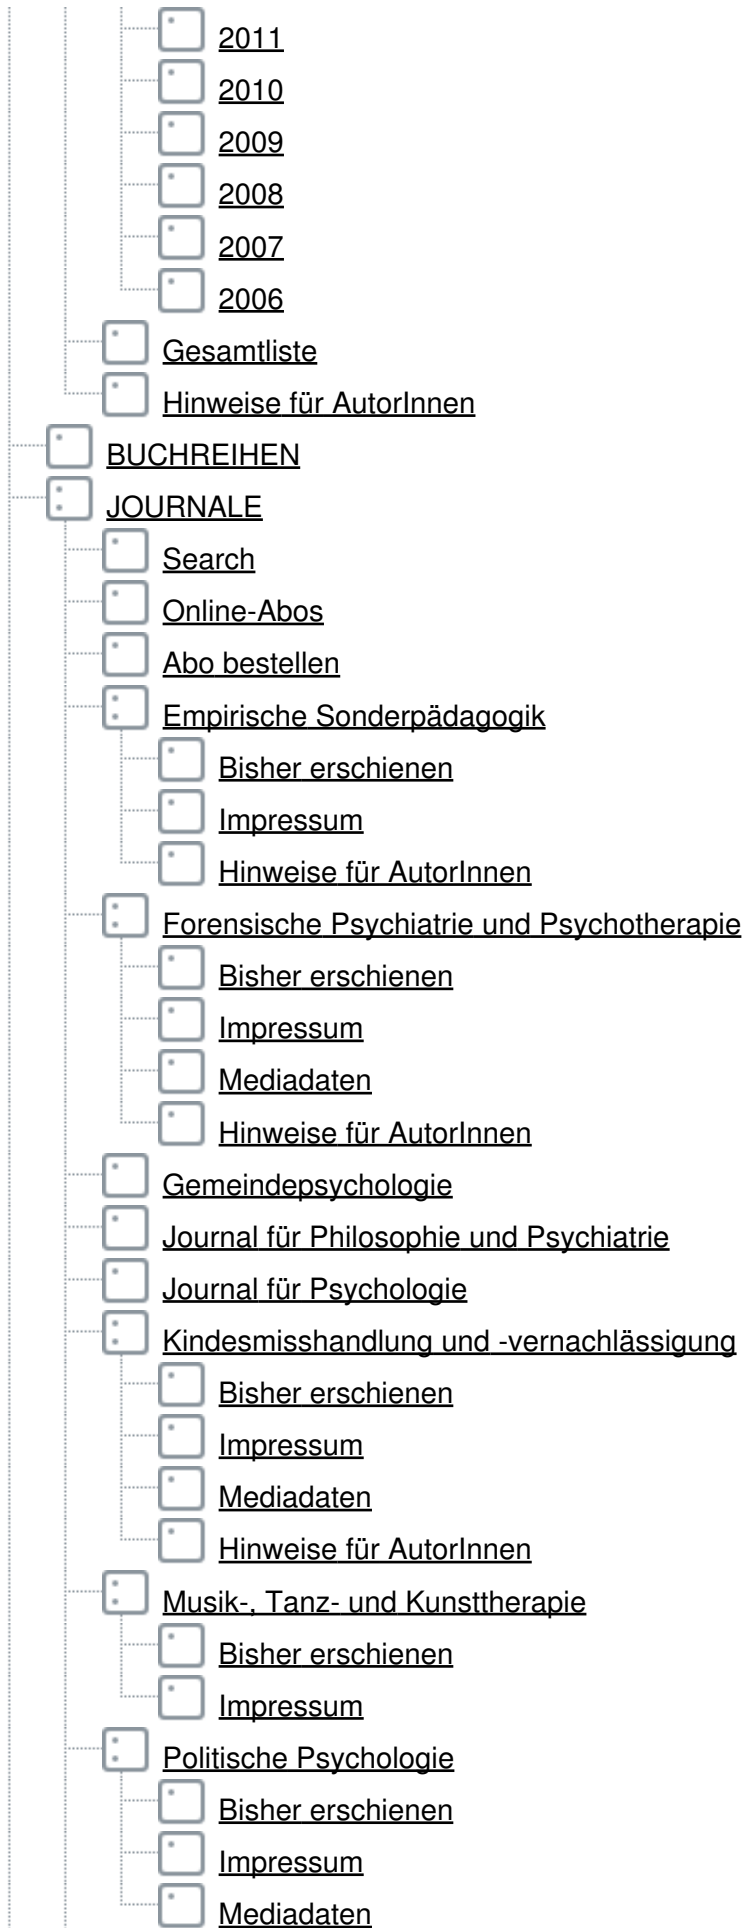 2011
2010
2009
2008
2007
2006
Gesamtliste
Hinweise für AutorInnen
BUCHREIHEN
JOURNALE
Search
Online-Abos
Abo bestellen
Empirische Sonderpädagogik
Bisher erschienen
Impressum
Hinweise für AutorInnen
Forensische Psychiatrie und Psychotherapie
Bisher erschienen
Impressum
Mediadaten
Hinweise für AutorInnen
Gemeindepsychologie
Journal für Philosophie und Psychiatrie
Journal für Psychologie
Kindesmisshandlung und -vernachlässigung
Bisher erschienen
Impressum
Mediadaten
Hinweise für AutorInnen
Musik-, Tanz- und Kunsttherapie
Bisher erschienen
Impressum
Politische Psychologie
Bisher erschienen
Impressum
Mediadaten